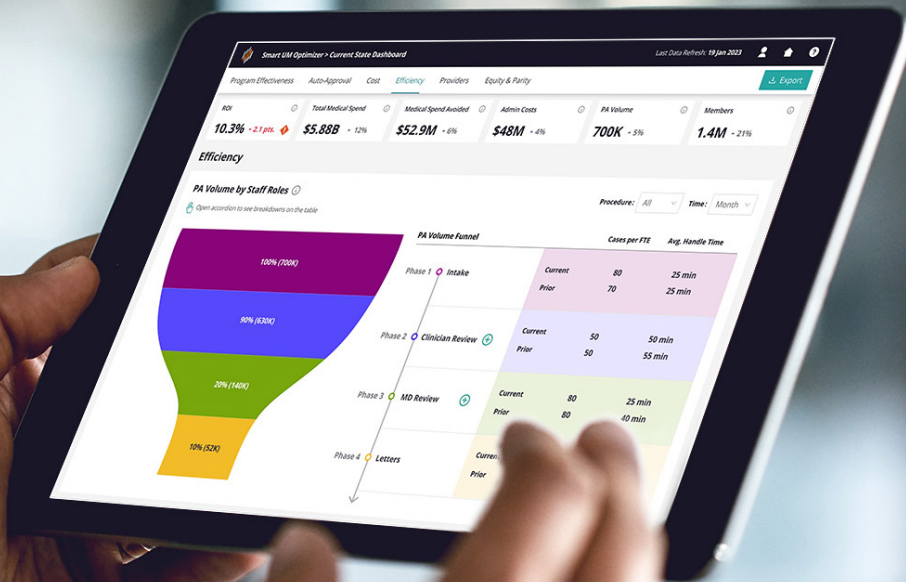 Smart UM Optimizer > Current State Dashboard
Last Data Refresh: 19 Jan 2023
Program Effectiveness Auto-Approval Cost Efficiency Providers Equity & Parity
Export
ROI Total Medical Spend Medical Spend Avoided Admin Costs PA Volume Members
10.3% - 2.1 pts. $5.88B - 12% $52.9M - 6% $48M - 4% 700K - 5% 1.4M - 21%
Efficiency
PA Volume by Staff Roles
Open accordion to see breakdowns on the table
Procedure: All Time: Month
PA Volume Funnel Cases per FTE Avg. Handle Time
100% (700K)
Phase 1 Intake
Current 80 25 min
Prior 70 25 min
90% (630K)
Phase 2 Clinician Review
Current 50 50 min
Prior 50 55 min
20% (140K)
Phase 3 MD Review
Current 80 25 min
Prior 80 40 min
10% (52K)
Phase 4 Letters
Prior